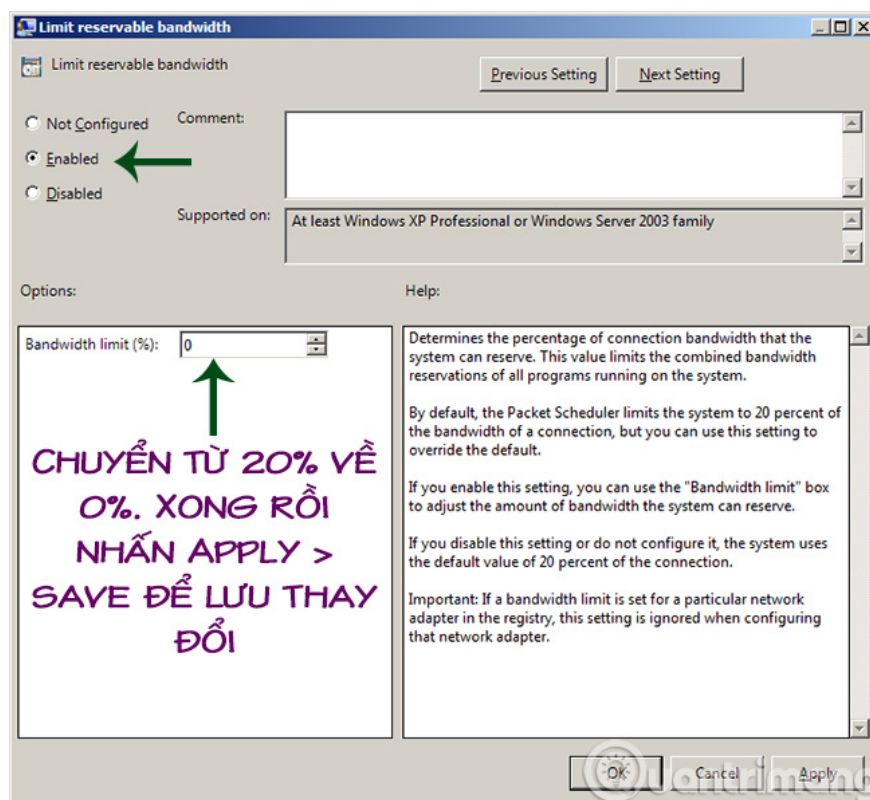 Limit reservable bandwidth
Limit reservable bandwidth
Previous Setting
Next Setting
Not Configured
Comment:
Enabled
Disabled
Supported on:
At least Windows XP Professional or Windows Server 2003 family
Options:
Help:
Bandwidth limit (%):
0
CHUYỂN TỪ 20% VỀ
0%. XONG RỒI
NHẤN APPLY >
SAVE ĐỂ LƯU THAY
ĐỔI
Determines the percentage of connection bandwidth that the
system can reserve. This value limits the combined bandwidth
reservations of all programs running on the system.
By default, the Packet Scheduler limits the system to 20 percent of
the bandwidth of a connection, but you can use this setting to
override the default.
If you enable this setting, you can use the "Bandwidth limit" box
to adjust the amount of bandwidth the system can reserve.
If you disable this setting or do not configure it, the system uses
the default value of 20 percent of the connection.
Important: If a bandwidth limit is set for a particular network
adapter in the registry, this setting is ignored when configuring
that network adapter.
OK
Cancel
Apply
uantrimang